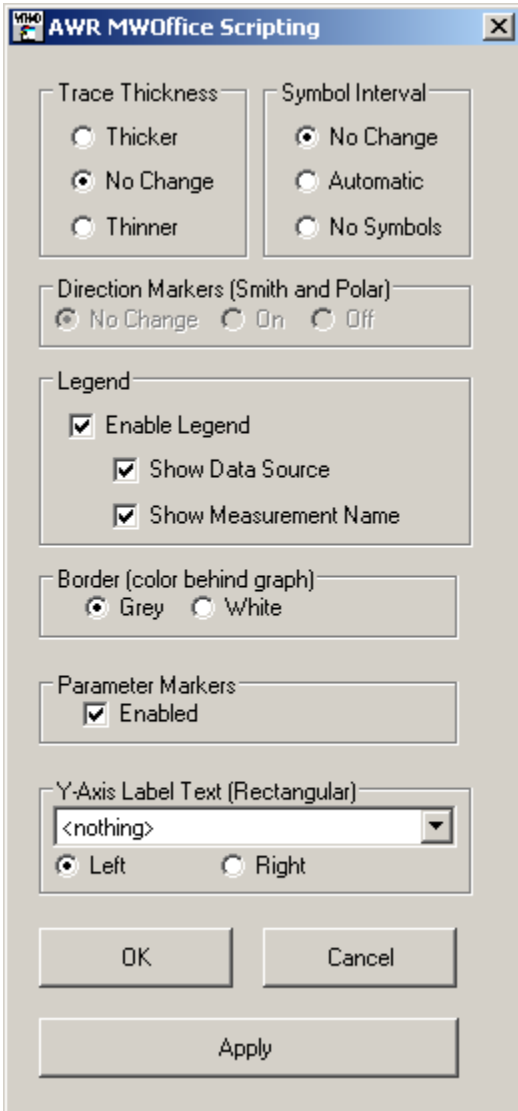 AWR MWOffice Scripting
Trace Thickness
Thicker
No Change
Thinner
Symbol Interval
No Change
Automatic
No Symbols
Direction Markers (Smith and Polar)
No Change On Off
Legend
Enable Legend
Show Data Source
Show Measurement Name
Border (color behind graph)
Grey White
Parameter Markers
Enabled
Y-Axis Label Text (Rectangular)
<nothing>
Left Right
OK Cancel
Apply